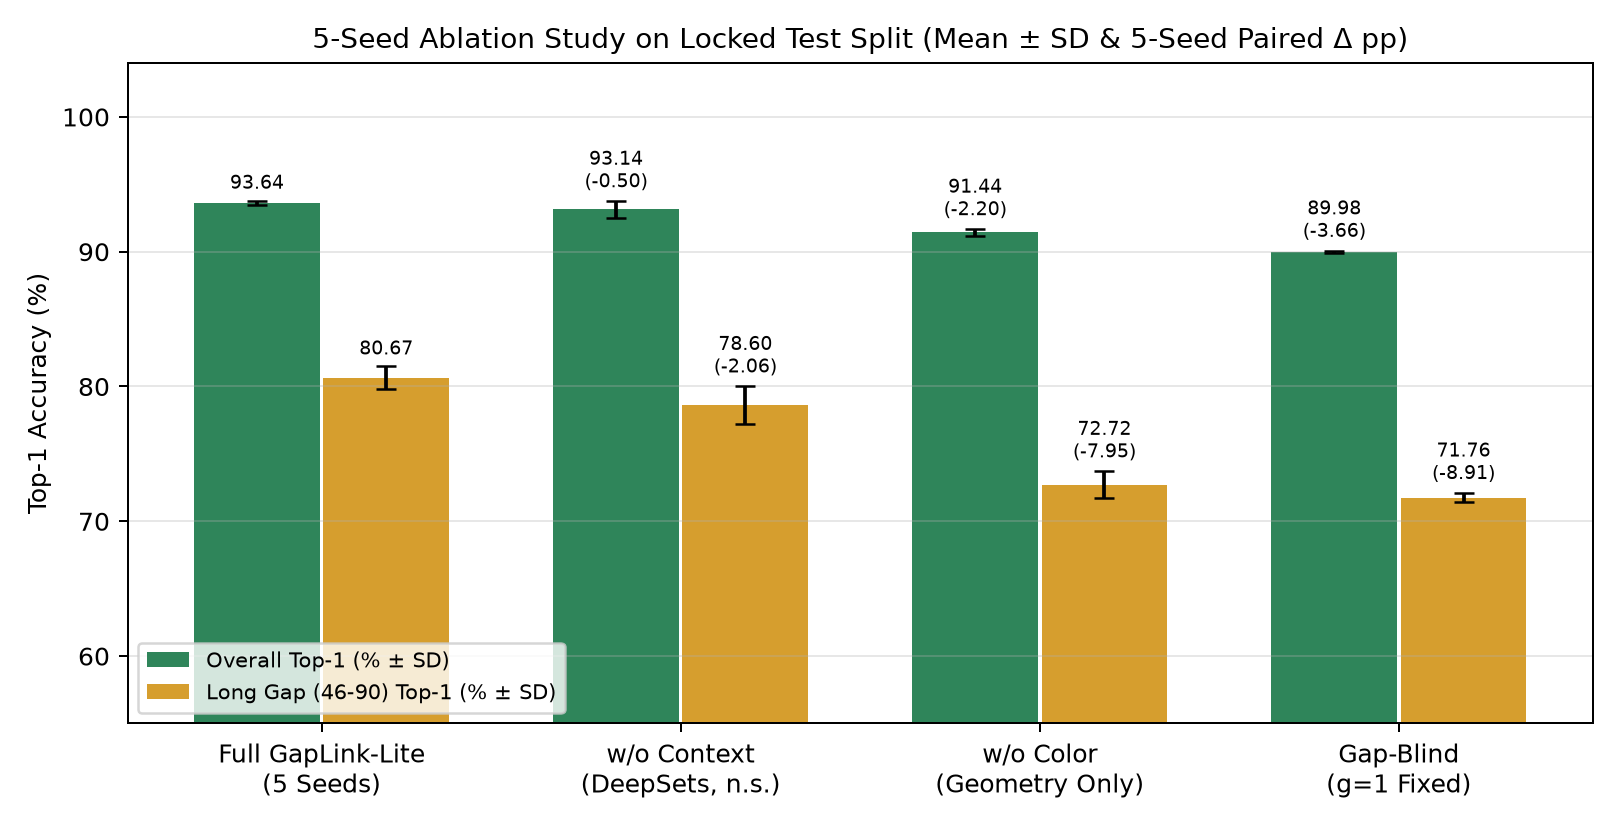 5-Seed Ablation Study on Locked Test Split (Mean ± SD & 5-Seed Paired Δ pp)
Top-1 Accuracy (%)
100
90
80
70
60
93.64
80.67
93.14
(-0.50)
78.60
(-2.06)
91.44
(-2.20)
72.72
(-7.95)
89.98
(-3.66)
71.76
(-8.91)
Overall Top-1 (% ± SD)
Long Gap (46-90) Top-1 (% ± SD)
Full GapLink-Lite
(5 Seeds)
w/o Context
(DeepSets, n.s.)
w/o Color
(Geometry Only)
Gap-Blind
(g=1 Fixed)